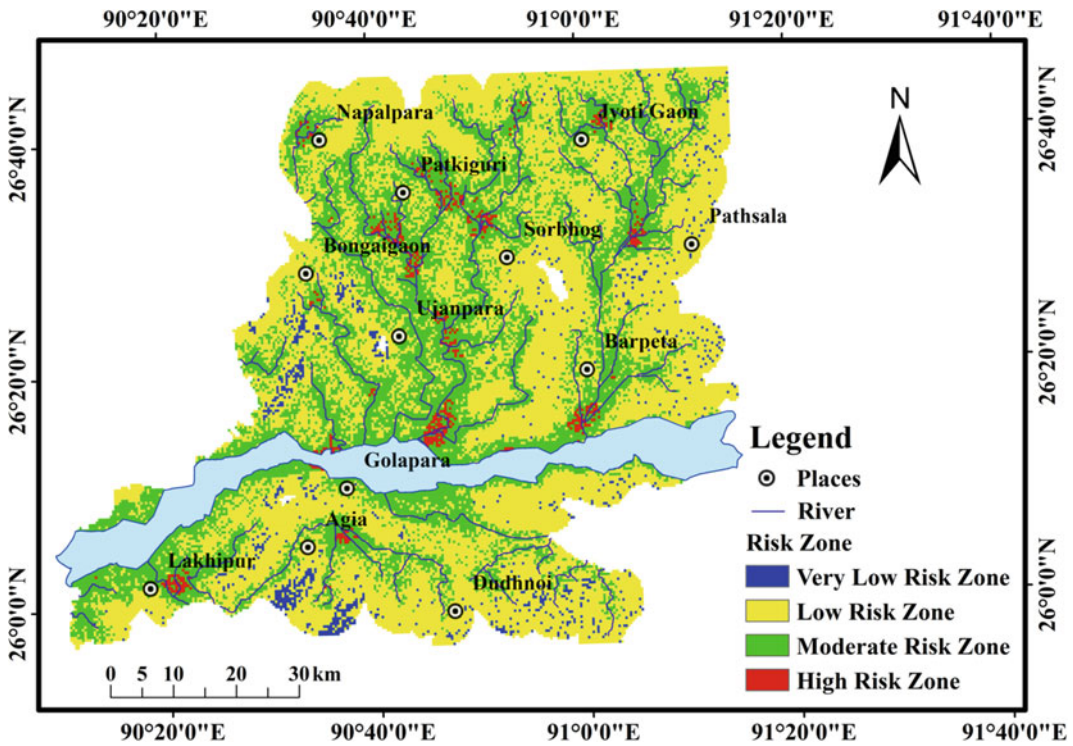 90°20'0"E 90°40'0"E 91°0'0"E 91°20'0"E 91°40'0"E
26°40'0"N
26°20'0"N
26°0'0"N
26°40'0"N
26°20'0"N
26°0'0"N
N
Napalpara
Jyoti Gaon
Patkiguri
Pathsala
Sorbhog
Bongaigaon
Ujanpara
Barpeta
Golapara
Agia
Lakhipur
Dudhnoi
Legend
Places
River
Risk Zone
Very Low Risk Zone
Low Risk Zone
Moderate Risk Zone
High Risk Zone
0 5 10 20 30 km
90°20'0"E 90°40'0"E 91°0'0"E 91°20'0"E 91°40'0"E